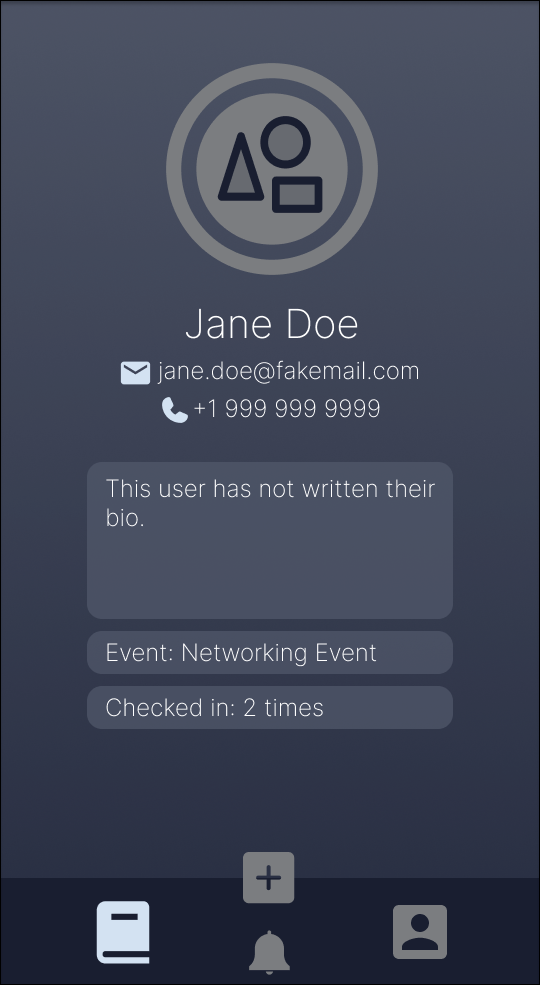 Jane Doe
jane.doe@fakemail.com
+1 999 999 9999
This user has not written their
bio.
Event: Networking Event
Checked in: 2 times